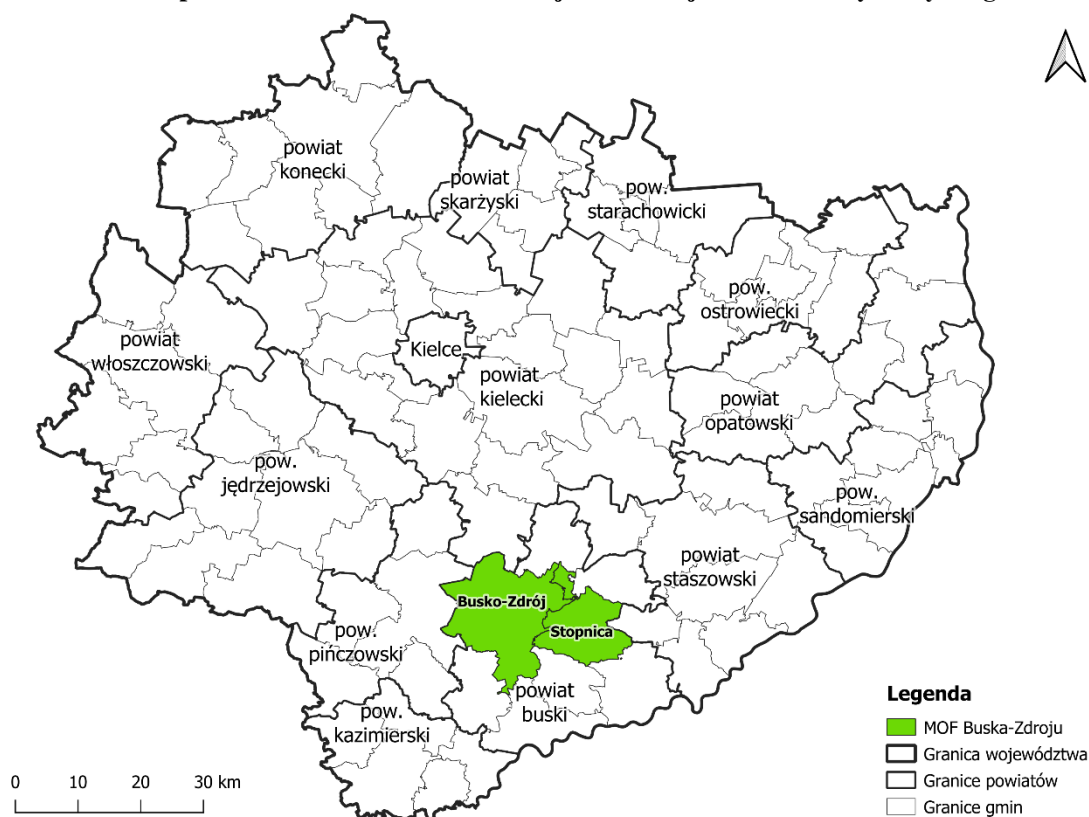 powiat
konecki
powiat
skarżyski
pow.
starachowicki
pow.
ostrowiecki
powiat
włoszczowski
Kielce
powiat
kielecki
powiat
opatowski
pow.
jędrzejowski
pow.
sandomierski
powiat
staszowski
Busko-Zdrój
Stopnica
pow.
pińczowski
powiat
buski
pow.
kazimierski
Legenda
MOF Buska-Zdroju
Granica województwa
Granice powiatów
Granice gmin
0 10 20 30 km